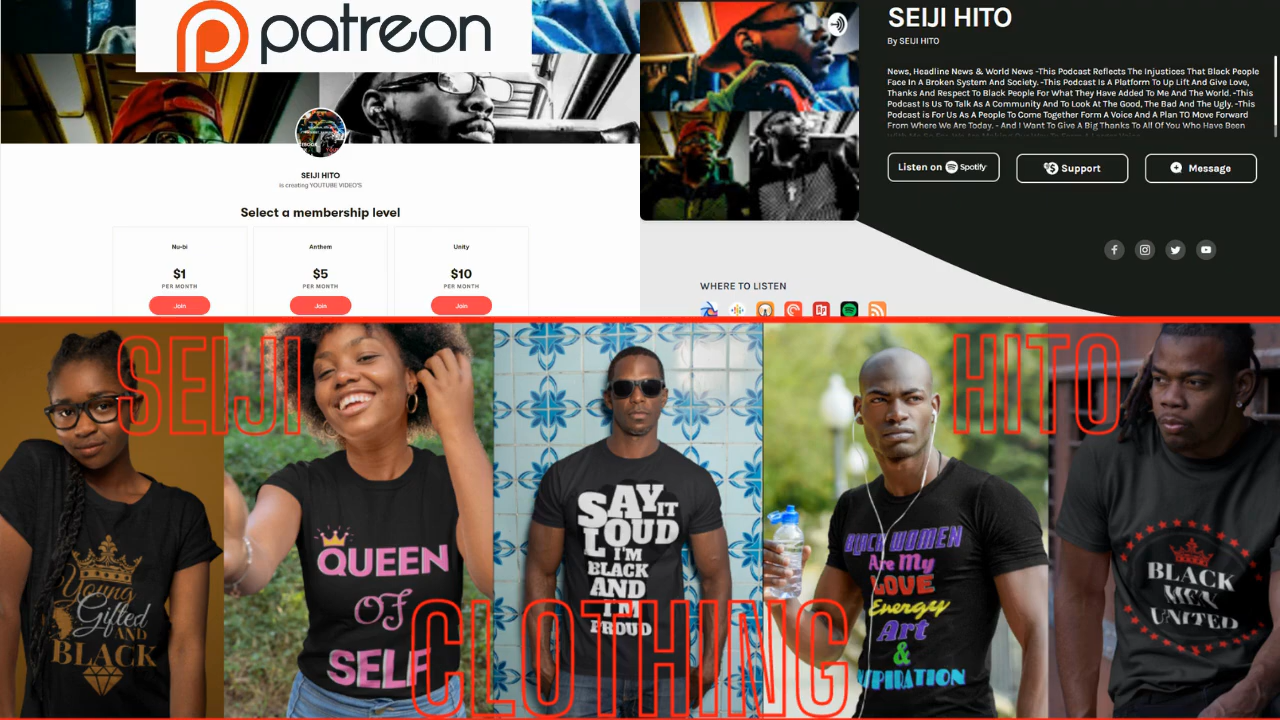 patreon
SEIJI HITO
is creating YOUTUBE VIDEO'S
Select a membership level
Nu-bi
$1
PER MONTH
Join
Anthem
$5
PER MONTH
Join
Unity
$10
PER MONTH
Join
SEIJI HITO
By SEIJI HITO
News, Headline News & World News -This Podcast Reflects The Injustices That Black People
Face In A Broken System And Society. -This Podcast Is A Platform To Up Lift And Give Love,
Thanks And Respect To Black People For What They Have Added To Me And The World. -This
Podcast Is Us To Talk As A Community And To Look At The Good, The Bad And The Ugly. -This
Podcast is For Us As A People To Come Together Form A Voice And A Plan TO Move Forward
From Where We Are Today. - And I Want To Give A Big Thanks To All Of You Who Have Been
Listen on Spotify
Support
Message
WHERE TO LISTEN
SEIJI HITO
CLOTHING
Young
Gifted
AND
BLACK
QUEEN
OF
SELF
SAY IT
LOUD
I'M
BLACK
AND
I'M
PROUD
BLACK WOMEN
Are My
LOVE
Energy
Art
&
BLACK
MEN
UNITED